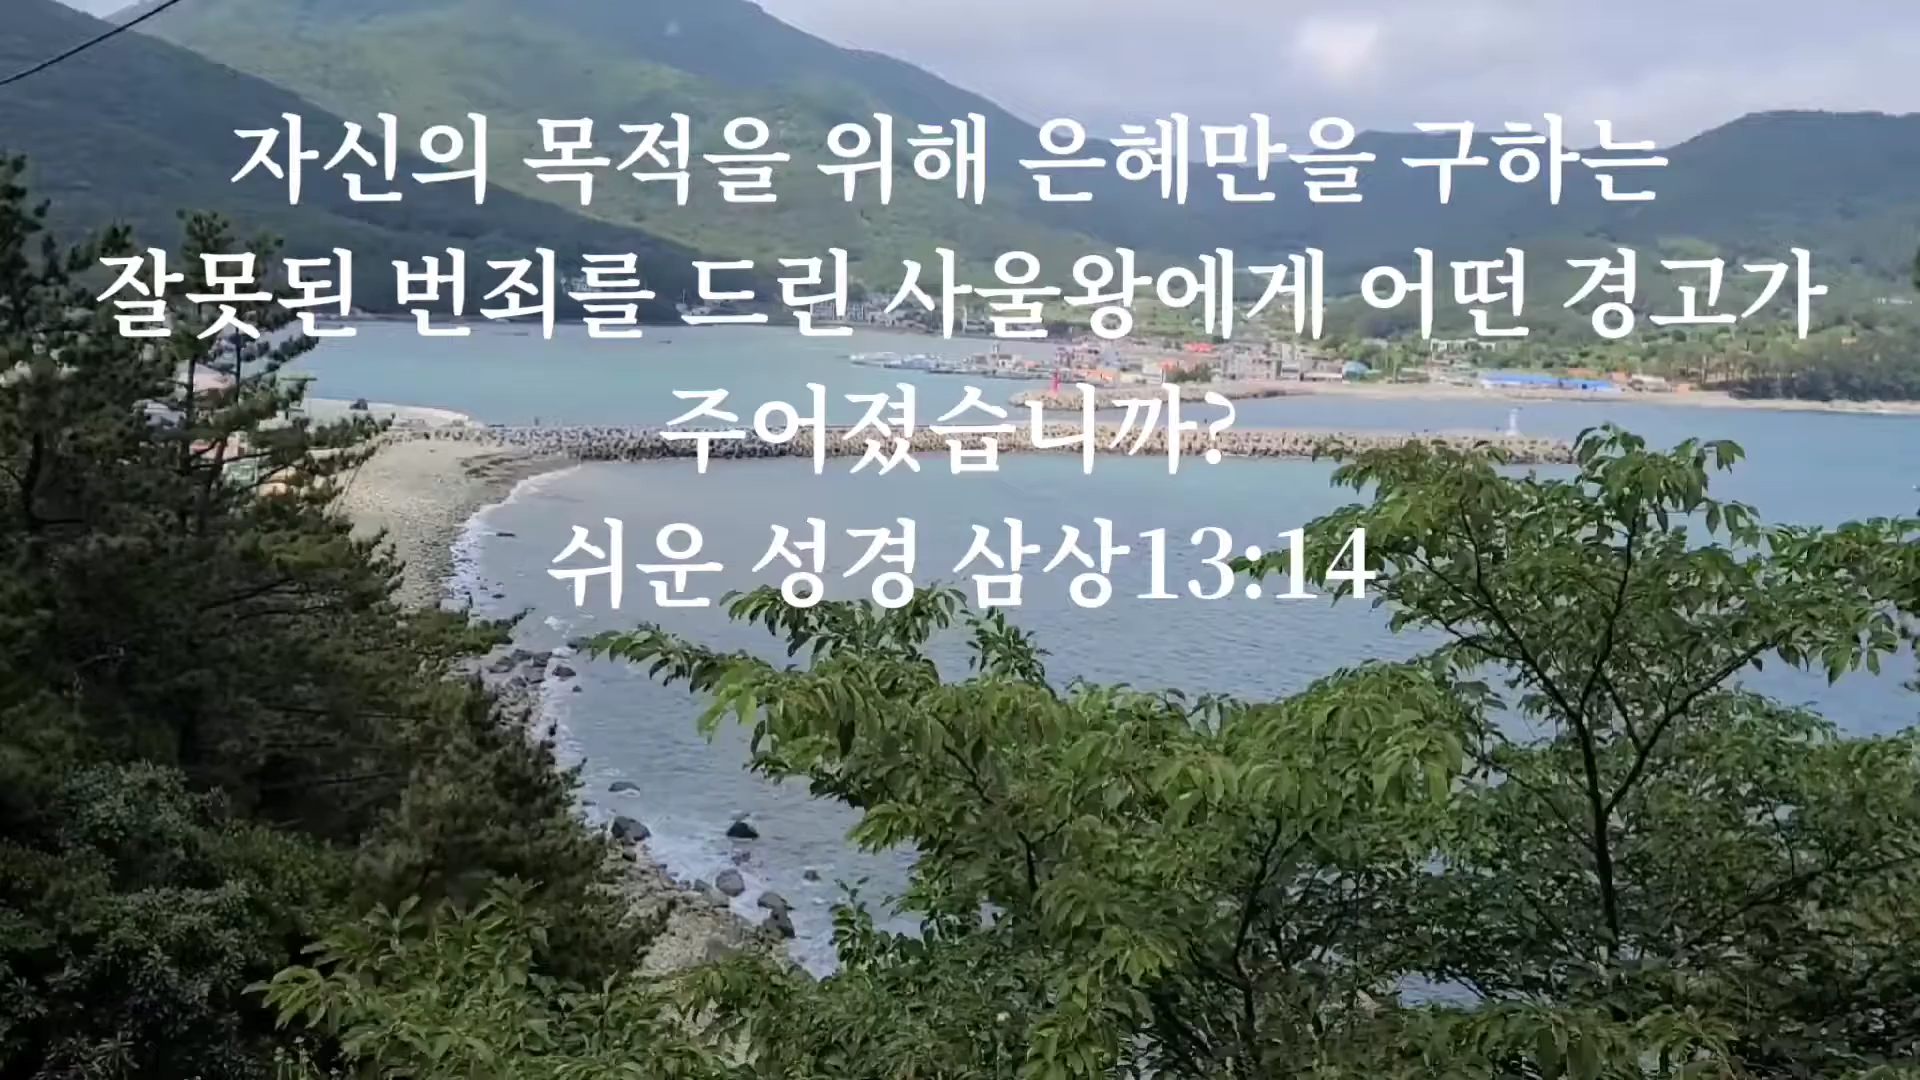 자신의 목적을 위해 은혜만을 구하는
잘못된 번죄를 드린 사울왕에게 어떤 경고가
주어졌습니까?
쉬운 성경 삼상13:14